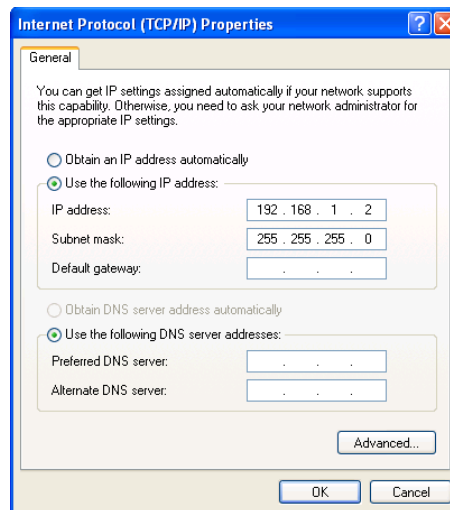 Internet Protocol (TCP/IP) Properties
General
You can get IP settings assigned automatically if your network supports
this capability. Otherwise, you need to ask your network administrator for
the appropriate IP settings.
Obtain an IP address automatically
Use the following IP address:
IP address: 192 . 168 . 1 . 2
Subnet mask: 255 . 255 . 255 . 0
Default gateway: . . .
Obtain DNS server address automatically
Use the following DNS server addresses:
Preferred DNS server: . . .
Alternate DNS server: . . .
Advanced...
OK Cancel